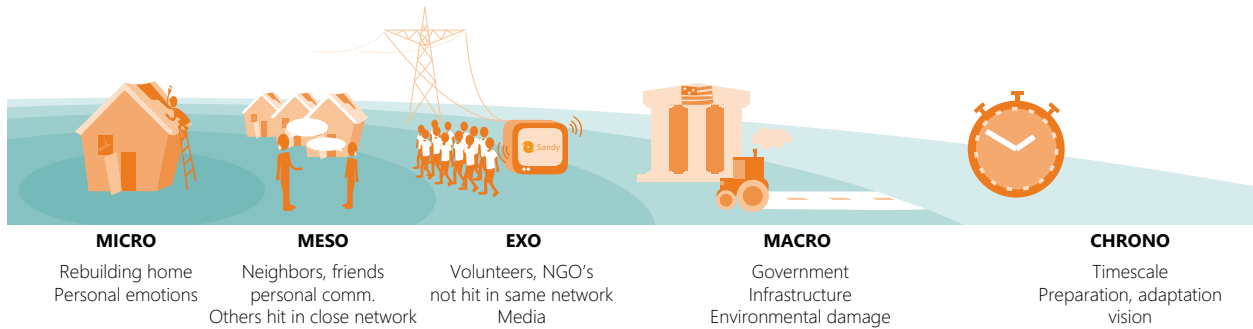 Sandy
MICRO
Rebuilding home
Personal emotions
MESO
Neighbors, friends
personal comm.
Others hit in close network
EXO
Volunteers, NGO's
not hit in same network
Media
MACRO
Government
Infrastructure
Environmental damage
CHRONO
Timescale
Preparation, adaptation
vision